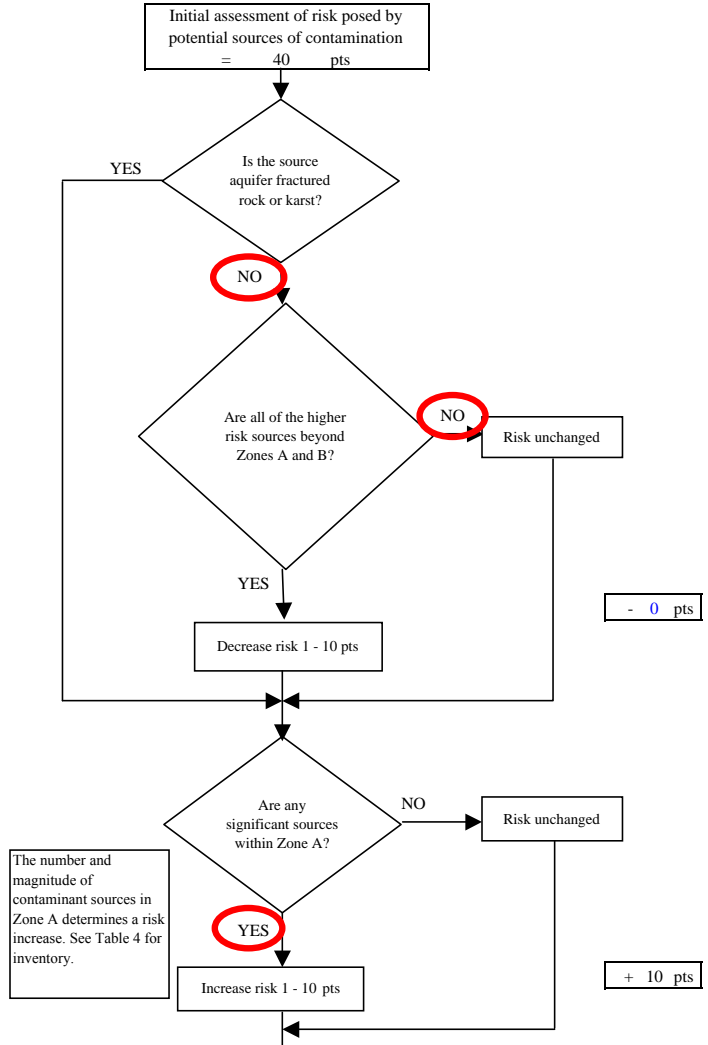 Initial assessment of risk posed by
potential sources of contamination
= 40 pts
YES
Is the source
aquifer fractured
rock or karst?
NO
Are all of the higher
risk sources beyond
Zones A and B?
NO
Risk unchanged
YES
- 0 pts
Decrease risk 1 - 10 pts
Are any
significant sources
within Zone A?
NO
Risk unchanged
The number and
magnitude of
contaminant sources in
Zone A determines a risk
increase. See Table 4 for
inventory.
YES
Increase risk 1 - 10 pts
+ 10 pts